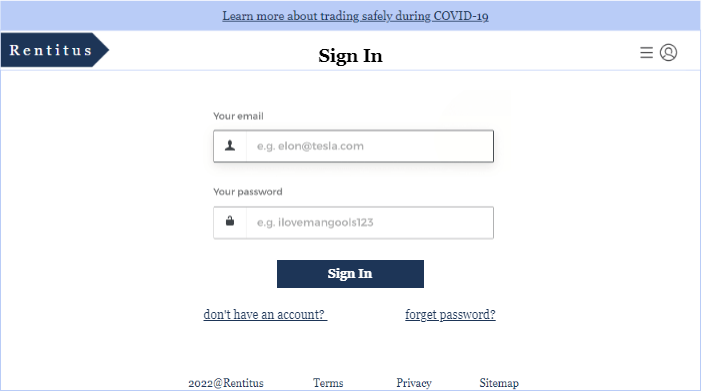 Learn more about trading safely during COVID-19
Rentitus
Sign In
Your email
e.g. elon@tesla.com
Your password
e.g. ilovemangools123
Sign In
don't have an account? forget password?
2022@Rentitus Terms Privacy Sitemap